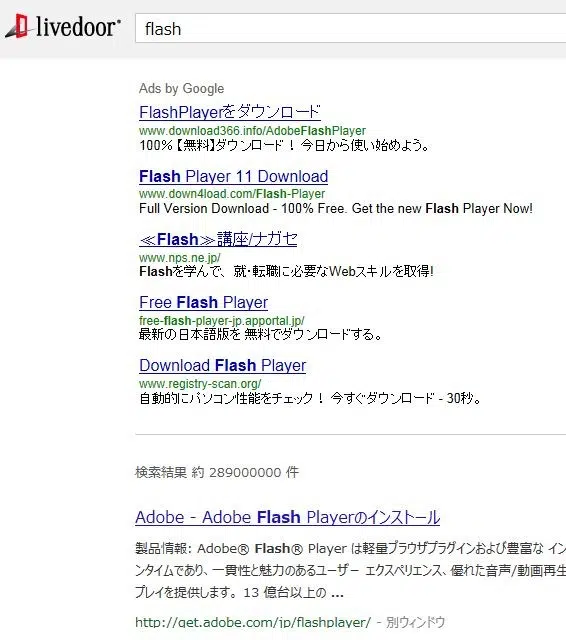 livedoor
flash
Ads by Google
FlashPlayerをダウンロード
www.download366.info/AdobeFlashPlayer
100%【無料】ダウンロード! 今日から使い始めよう。
Flash Player 11 Download
www.down4load.com/Flash-Player
Full Version Download - 100% Free. Get the new Flash Player Now!
≪Flash≫講座/ナガセ
www.nps.ne.jp/
Flashを学んで、就・転職に必要なWebスキルを取得!
Free Flash Player
free-flash-player-jp.apportal.jp/
最新の日本語版を 無料でダウンロードする。
Download Flash Player
www.registry-scan.org/
自動的にパソコン性能をチェック! 今すぐダウンロード - 30秒。
検索結果 約 289000000 件
Adobe - Adobe Flash Playerのインストール
製品情報: Adobe® Flash® Player は軽量ブラウザプラグインおよび豊富な イン
ンタイムであり、一貫性と魅力のあるユーザー エクスペリエンス、優れた音声/動画再生
プレイを提供します。 13 億台以上の ...
http://get.adobe.com/jp/flashplayer/ - 別ウィンドウ